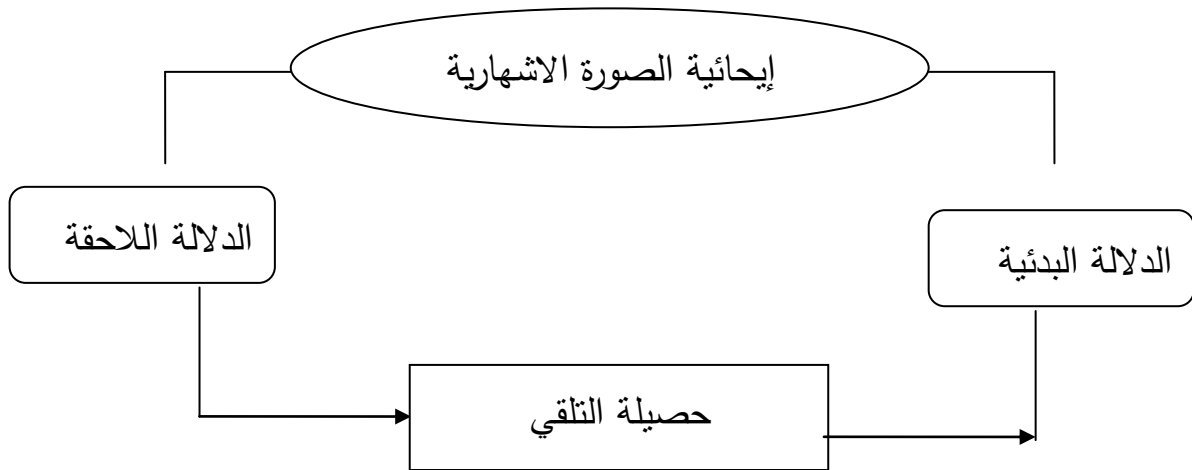 إيحائية الصورة الاشهارية
الدلالة البدئية
الدلالة اللاحقة
حصيلة التلقي